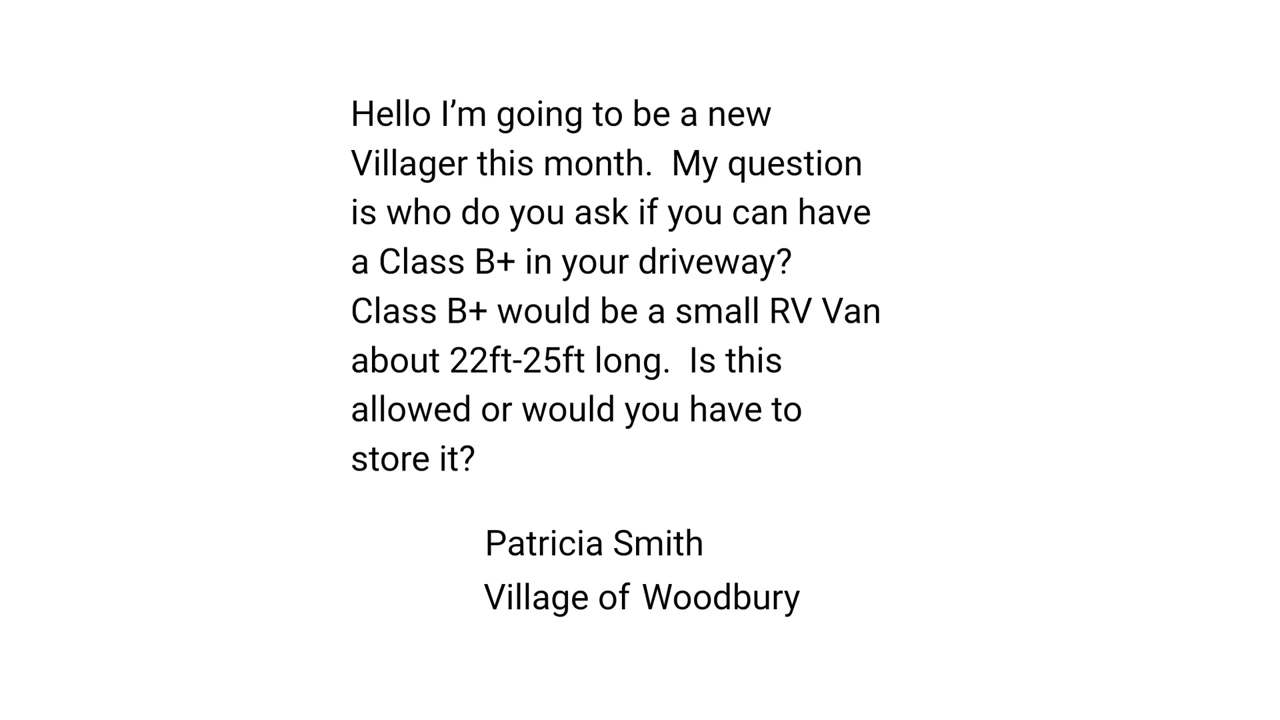 Hello I’m going to be a new
Villager this month.  My question
is who do you ask if you can have
a Class B+ in your driveway?
Class B+ would be a small RV Van
about 22ft-25ft long.  Is this
allowed or would you have to
store it?
Patricia Smith
Village of Woodbury